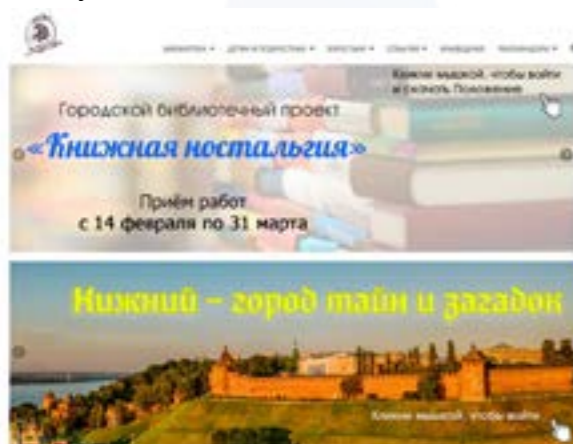 Кликни мышкой, чтобы войти
и скачать Положение
Городской библиотечный проект
«Книжная ностальгия»
Приём работ
с 14 февраля по 31 марта
Нижний – город тайн и загадок
Кликни мышкой, чтобы войти